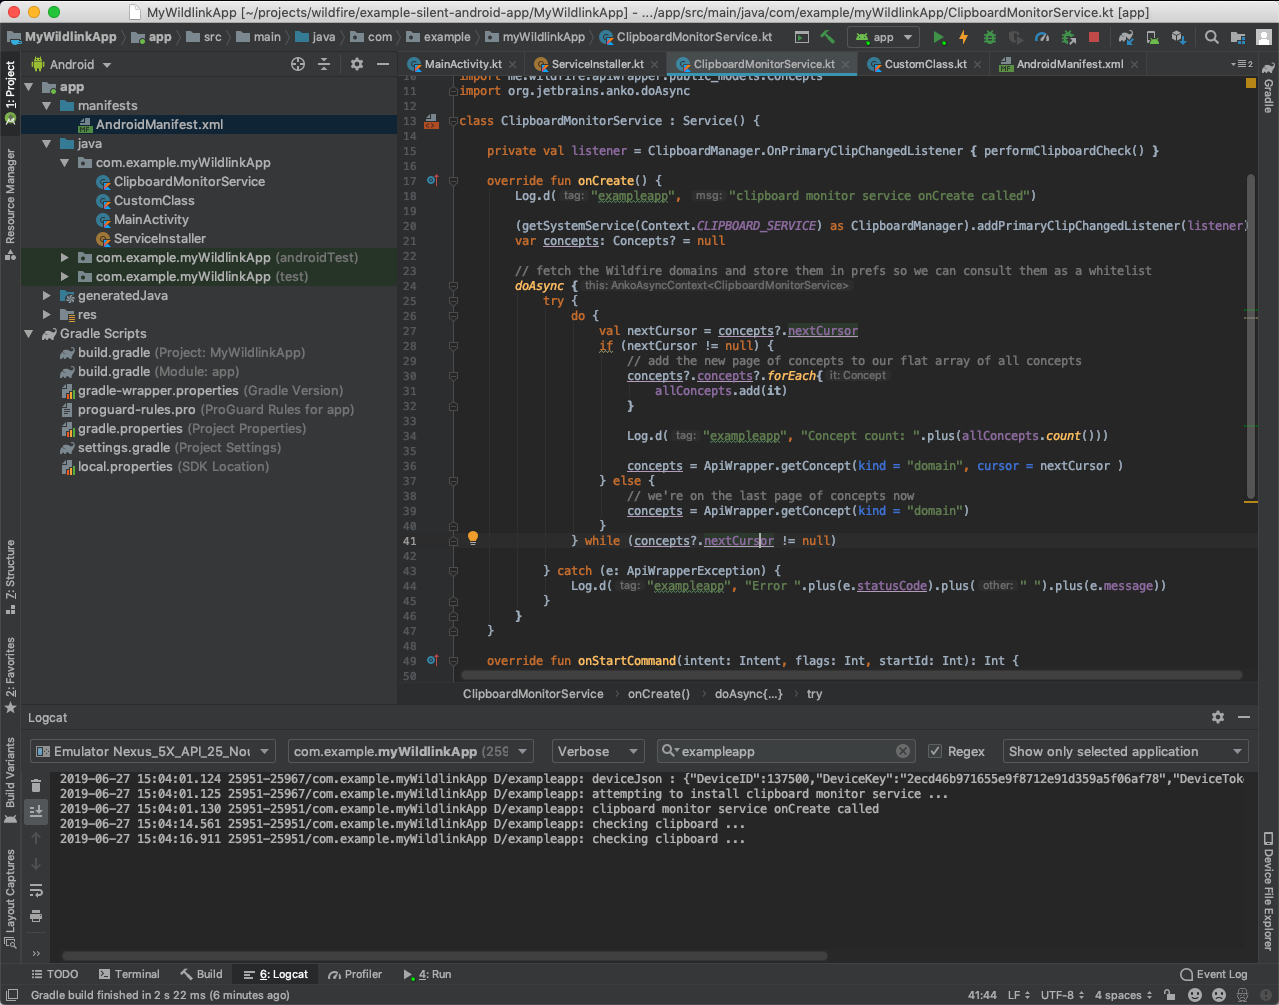 MyWildlinkApp [~/projects/wildfire/example-silent-android-app/MyWildlinkApp] - .../app/src/main/java/com/example/myWildlinkApp/ClipboardMonitorService.kt [app]
MyWildlinkApp app src main java com example myWildlinkApp ClipboardMonitorService.kt app
Android
MainActivity.kt ServiceInstaller.kt ClipboardMonitorService.kt CustomClass.kt AndroidManifest.xml 2
1: Project
Resource Manager
Z: Structure
2: Favorites
Build Variants
Layout Captures
app
manifests
AndroidManifest.xml
java
com.example.myWildlinkApp
ClipboardMonitorService
CustomClass
MainActivity
ServiceInstaller
com.example.myWildlinkApp (androidTest)
com.example.myWildlinkApp (test)
generatedJava
res
Gradle Scripts
build.gradle (Project: MyWildlinkApp)
build.gradle (Module: app)
gradle-wrapper.properties (Gradle Version)
proguard-rules.pro (ProGuard Rules for app)
gradle.properties (Project Properties)
settings.gradle (Project Settings)
local.properties (SDK Location)
10 import me.wildfire.apiwrapper.public_models.Concepts
11 import org.jetbrains.anko.doAsync
12
13 class ClipboardMonitorService : Service() {
14
15 private val listener = ClipboardManager.OnPrimaryClipChangedListener { performClipboardCheck() }
16
17 override fun onCreate() {
18 Log.d( tag: "exampleapp", msg: "clipboard monitor service onCreate called")
19
20 (getSystemService(Context.CLIPBOARD_SERVICE) as ClipboardManager).addPrimaryClipChangedListener(listener)
21 var concepts: Concepts? = null
22
23 // fetch the Wildfire domains and store them in prefs so we can consult them as a whitelist
24 doAsync { this: AnkoAsyncContext<ClipboardMonitorService>
25 try {
26 do {
27 val nextCursor = concepts?.nextCursor
28 if (nextCursor != null) {
29 // add the new page of concepts to our flat array of all concepts
30 concepts?.concepts?.forEach{ it: Concept
31 allConcepts.add(it)
32 }
33
34 Log.d( tag: "exampleapp", "Concept count: ".plus(allConcepts.count()))
35
36 concepts = ApiWrapper.getConcept(kind = "domain", cursor = nextCursor )
37 } else {
38 // we're on the last page of concepts now
39 concepts = ApiWrapper.getConcept(kind = "domain")
40 }
41 } while (concepts?.nextCursor != null)
42
43 } catch (e: ApiWrapperException) {
44 Log.d( tag: "exampleapp", "Error ".plus(e.statusCode).plus( other: " ").plus(e.message))
45 }
46 }
47 }
48
49 override fun onStartCommand(intent: Intent, flags: Int, startId: Int): Int {
50
ClipboardMonitorService onCreate() doAsync{...} try
Gradle
Device File Explorer
Logcat
Emulator Nexus_5X_API_25_Nou com.example.myWildlinkApp (259 Verbose exampleapp Regex Show only selected application
2019-06-27 15:04:01.124 25951-25967/com.example.myWildlinkApp D/exampleapp: deviceJson : {"DeviceID":137500,"DeviceKey":"2ecd46b971655e9f8712e91d359a5f06af78","DeviceTok
2019-06-27 15:04:01.125 25951-25967/com.example.myWildlinkApp D/exampleapp: attempting to install clipboard monitor service ...
2019-06-27 15:04:01.130 25951-25951/com.example.myWildlinkApp D/exampleapp: clipboard monitor service onCreate called
2019-06-27 15:04:14.561 25951-25951/com.example.myWildlinkApp D/exampleapp: checking clipboard ...
2019-06-27 15:04:16.911 25951-25951/com.example.myWildlinkApp D/exampleapp: checking clipboard ...
TODO Terminal Build 6: Logcat Profiler 4: Run Event Log
Gradle build finished in 2 s 22 ms (6 minutes ago) 41:44 LF UTF-8 4 spaces